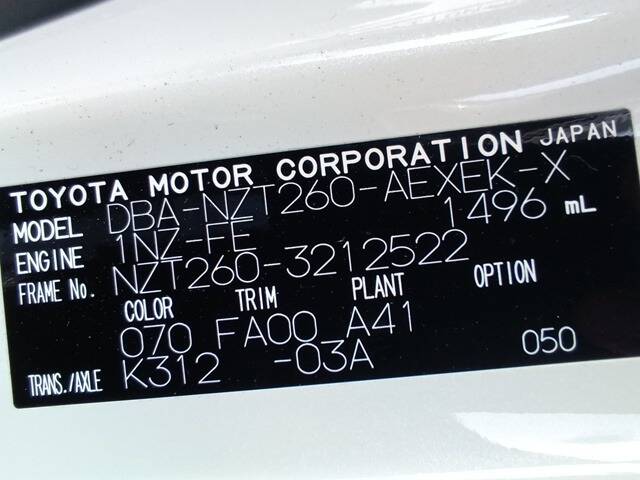 TOYOTA MOTOR CORPORATION JAPAN
MODEL DBA-NZT260-AEXEK-X
ENGINE 1NZ-FE 1496 mL
FRAME No. NZT260-3212522
COLOR TRIM PLANT OPTION
070 FA00 A41
TRANS./AXLE K312 -03A 050